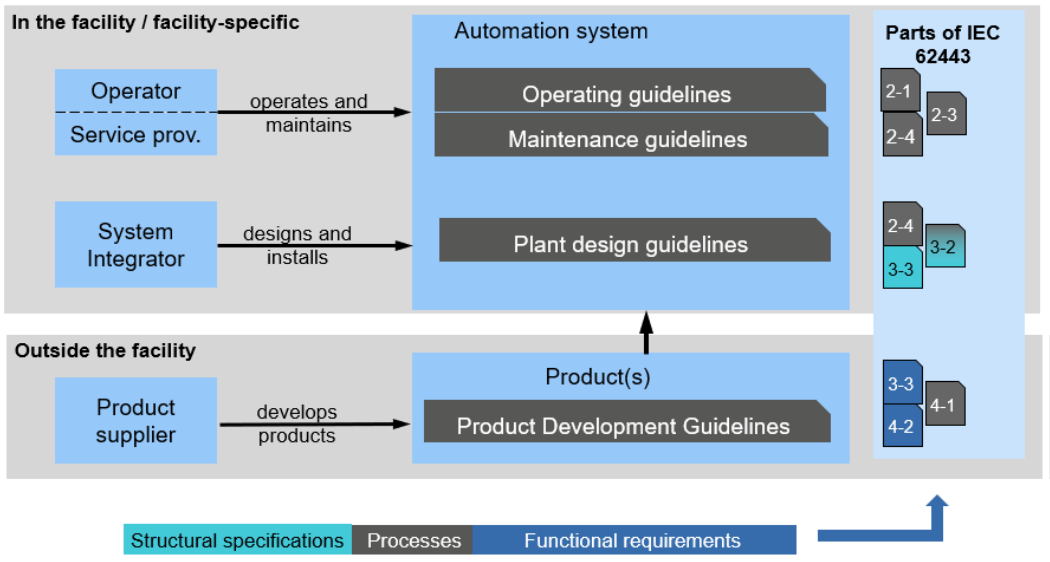 In the facility / facility-specific
Automation system
Parts of IEC
62443
Operator
Service prov.
operates and
maintains
Operating guidelines
Maintenance guidelines
2-1
2-3
2-4
System
Integrator
designs and
installs
Plant design guidelines
2-4
3-2
3-3
Outside the facility
Product(s)
Product
supplier
develops
products
Product Development Guidelines
3-3
4-1
4-2
Structural specifications
Processes
Functional requirements